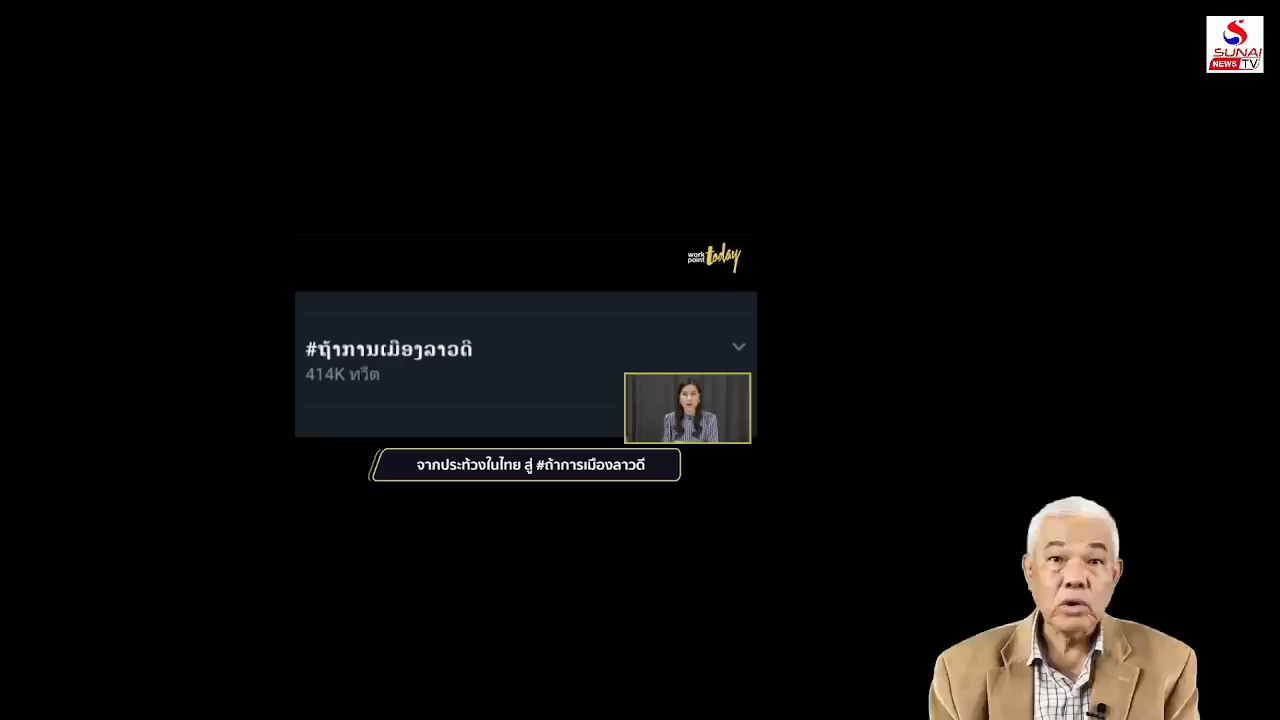 SUNAI
NEWS TV
work point today
#ຖ້າການເມືອງລາວດີ
414K ทวีต
จากประท้วงในไทย สู่ #ถ้าการเมืองลาวดี